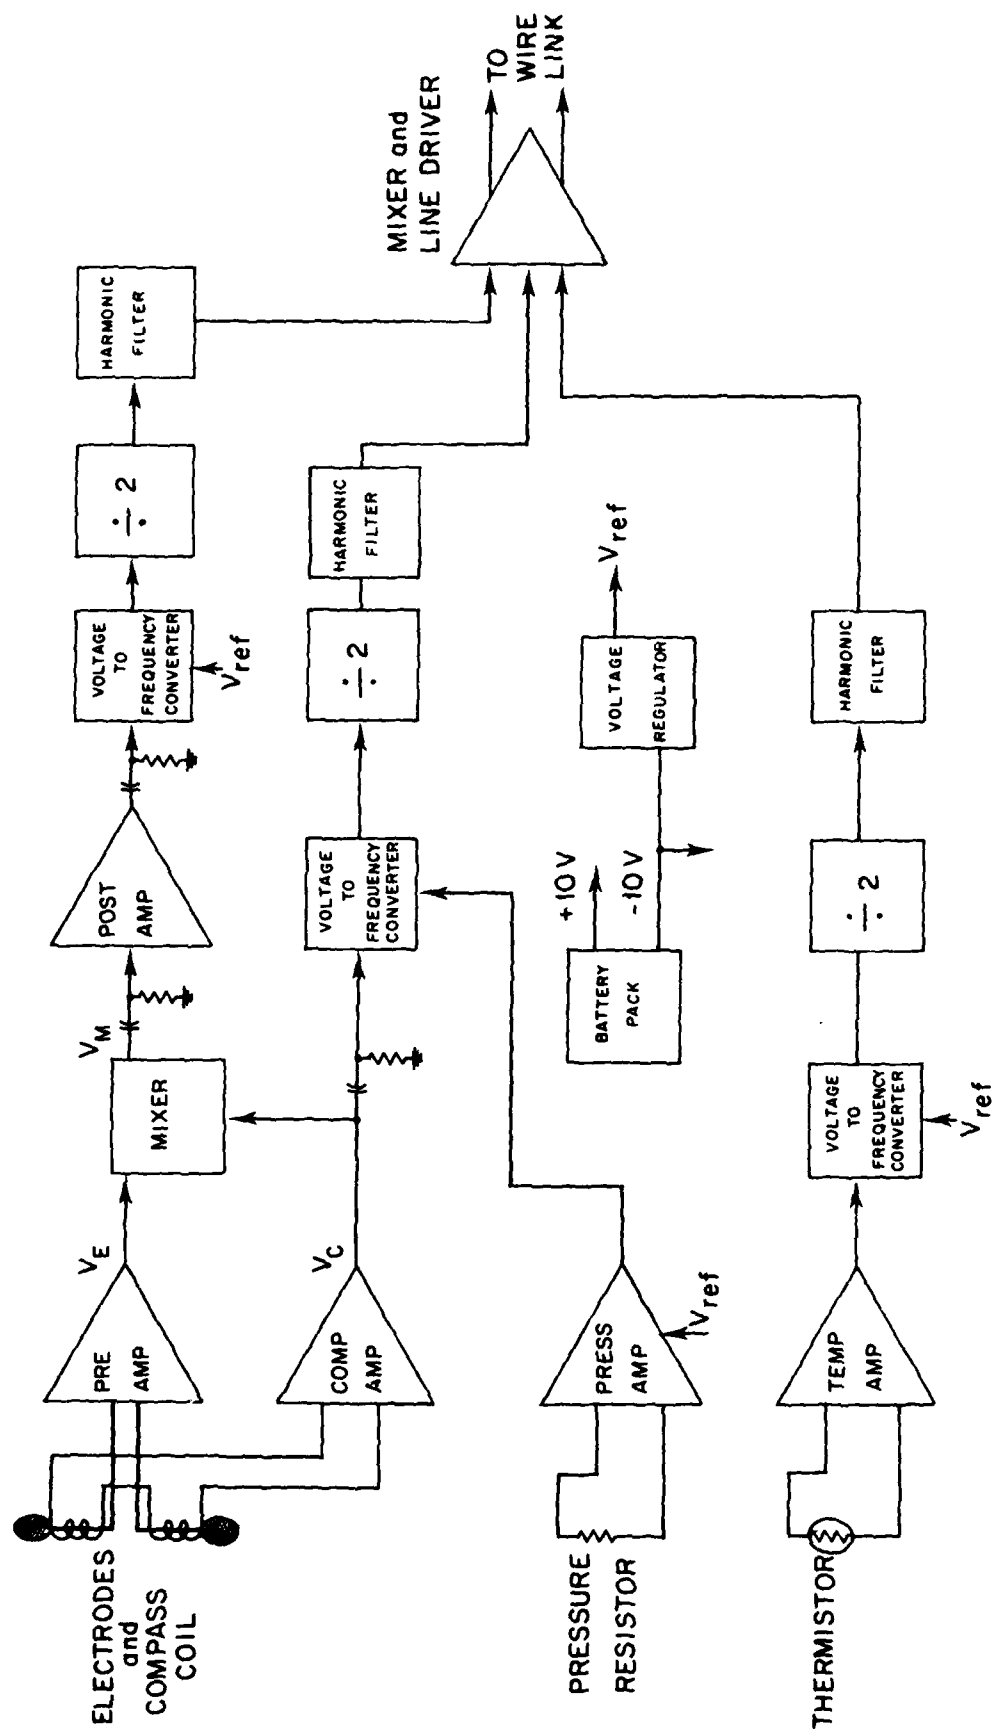 ELECTRODES
and
COMPASS
COIL
PRE
AMP
V_E
MIXER
V_M
POST
AMP
VOLTAGE
TO
FREQUENCY
CONVERTER
V_ref
÷ 2
HARMONIC
FILTER
COMP
AMP
V_C
VOLTAGE
TO
FREQUENCY
CONVERTER
÷ 2
HARMONIC
FILTER
MIXER and
LINE DRIVER
TO
WIRE
LINK
PRESSURE
RESISTOR
PRESS
AMP
V_ref
BATTERY
PACK
+10V
-10V
VOLTAGE
REGULATOR
V_ref
THERMISTOR
TEMP
AMP
VOLTAGE
TO
FREQUENCY
CONVERTER
V_ref
÷ 2
HARMONIC
FILTER